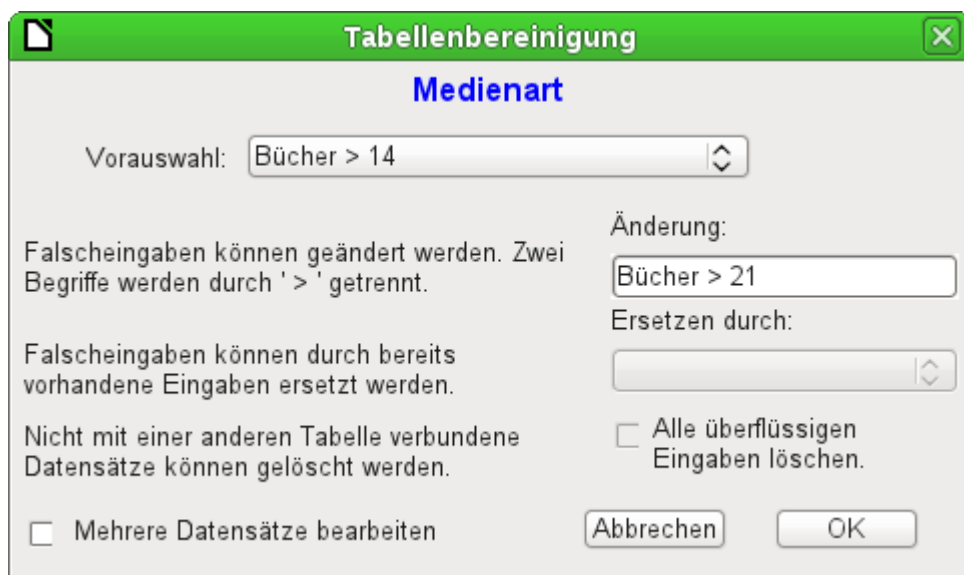 Tabellenbereinigung
Medienart
Vorauswahl: Bücher > 14
Änderung:
Falscheingaben können geändert werden. Zwei
Begriffe werden durch ' > ' getrennt.
Bücher > 21
Ersetzen durch:
Falscheingaben können durch bereits
vorhandene Eingaben ersetzt werden.
Nicht mit einer anderen Tabelle verbundene
Datensätze können gelöscht werden.
Alle überflüssigen
Eingaben löschen.
Mehrere Datensätze bearbeiten
Abbrechen
OK